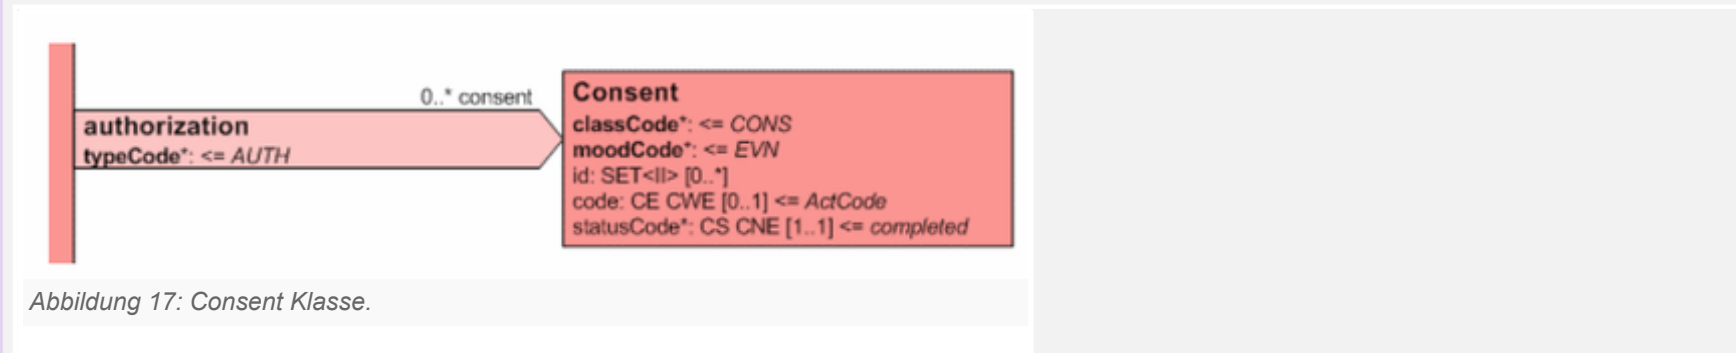 0..* consent
authorization
typeCode*: <= AUTH
Consent
classCode*: <= CONS
moodCode*: <= EVN
id: SET<II> [0..*]
code: CE CWE [0..1] <= ActCode
statusCode*: CS CNE [1..1] <= completed
Abbildung 17: Consent Klasse.